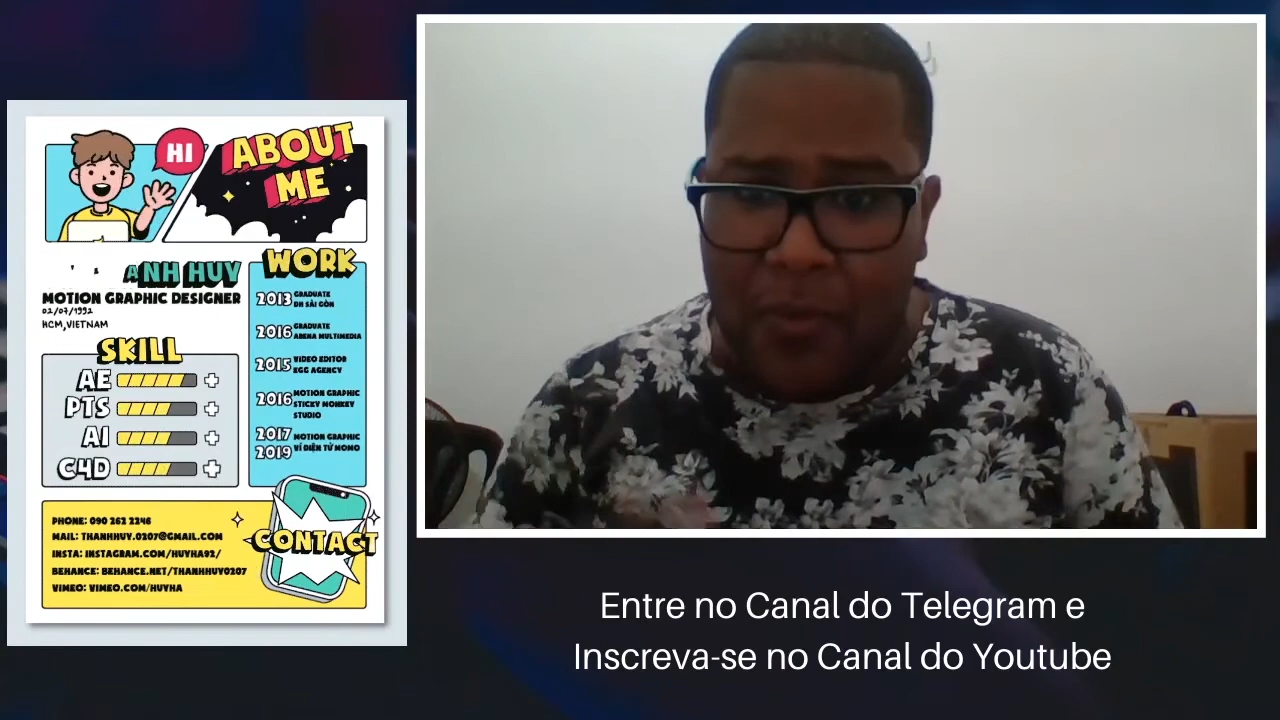 HI
ABOUT
ME
ANH HUY
MOTION GRAPHIC DESIGNER
02/07/1992
HCM,VIETNAM
SKILL
AE
PTS
AI
C4D
WORK
2013 GRADUATE
ĐH SÀI GÒN
2016 GRADUATE
ARENA MULTIMEDIA
2015 VIDEO EDITOR
EGG AGENCY
2016 MOTION GRAPHIC
STICKY MONKEY
STUDIO
2017 MOTION GRAPHIC
2019 VÍ ĐIỆN TỬ MOMO
PHONE: 090 262 2246
MAIL: THANHHUY.0207@GMAIL.COM
INSTA: INSTAGRAM.COM/HUYHA92/
BEHANCE: BEHANCE.NET/THANHHUY0207
VIMEO: VIMEO.COM/HUYHA
CONTACT
Entre no Canal do Telegram e
Inscreva-se no Canal do Youtube